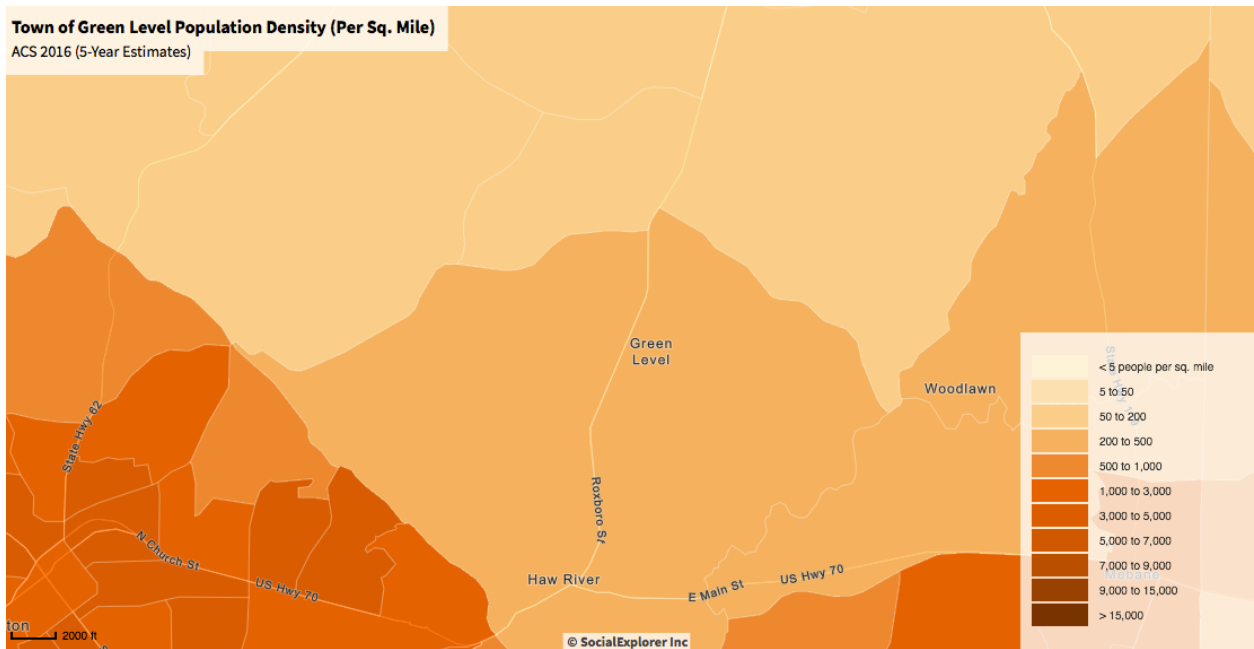 Town of Green Level Population Density (Per Sq. Mile)
ACS 2016 (5-Year Estimates)
Green
Level
Woodlawn
State Hwy 62
Roxboro St
N Church St
US Hwy 70
Haw River
E Main St
US Hwy 70
Mebane
ton
2000 ft
© SocialExplorer Inc
< 5 people per sq. mile
5 to 50
50 to 200
200 to 500
500 to 1,000
1,000 to 3,000
3,000 to 5,000
5,000 to 7,000
7,000 to 9,000
9,000 to 15,000
> 15,000